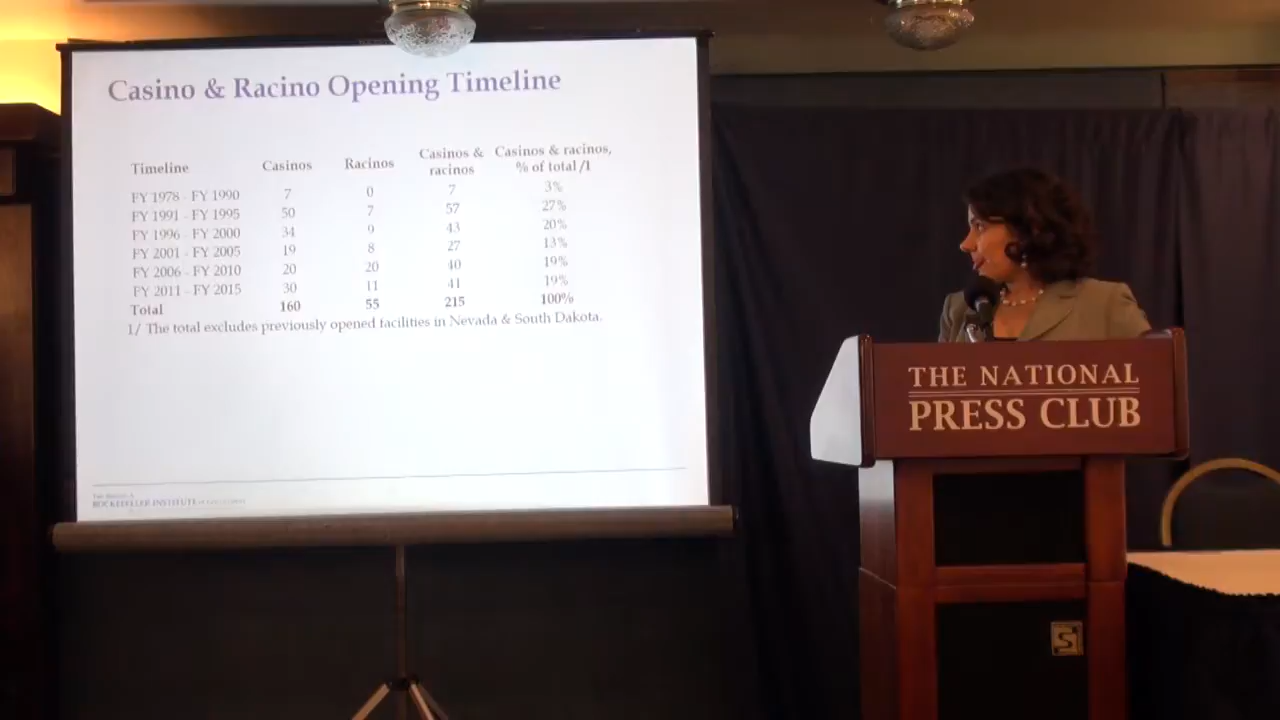 Casino & Racino Opening Timeline
Timeline Casinos Racinos Casinos & racinos Casinos & racinos, % of total /1
FY 1978 - FY 1990 7 0 7 3%
FY 1991 - FY 1995 50 7 57 27%
FY 1996 - FY 2000 34 9 43 20%
FY 2001 - FY 2005 19 8 27 13%
FY 2006 - FY 2010 20 20 40 19%
FY 2011 - FY 2015 30 11 41 19%
Total 160 55 215 100%
1/ The total excludes previously opened facilities in Nevada & South Dakota.
ROCKEFELLER INSTITUTE
THE NATIONAL
PRESS CLUB